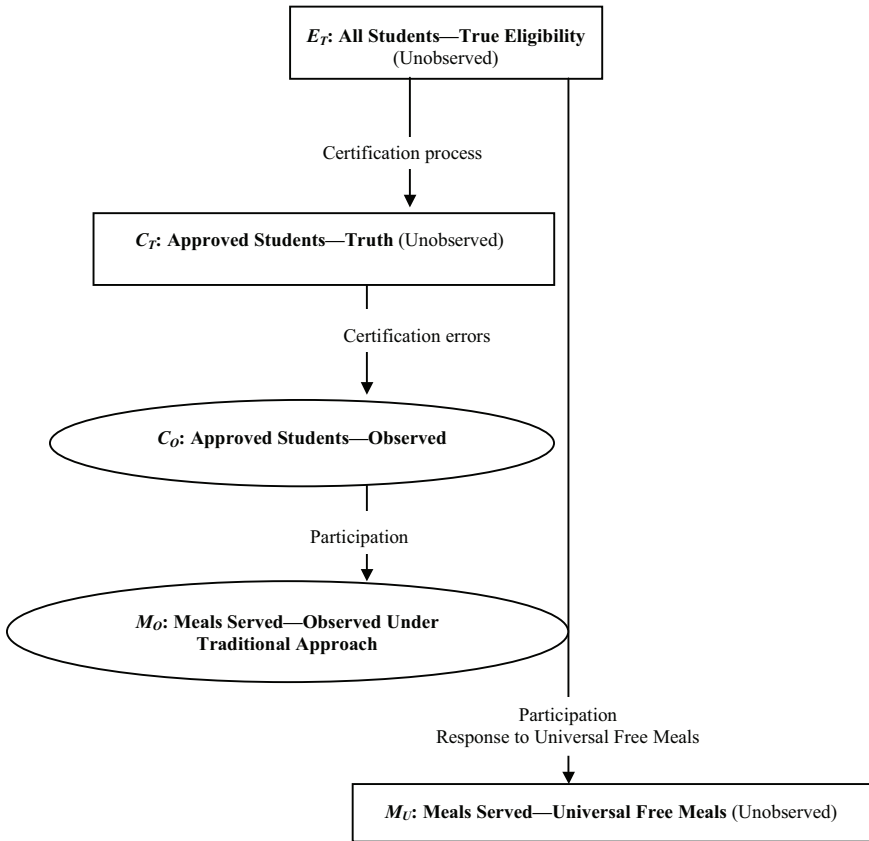 E_T: All Students—True Eligibility
(Unobserved)
Certification process
C_T: Approved Students—Truth (Unobserved)
Certification errors
C_O: Approved Students—Observed
Participation
M_O: Meals Served—Observed Under
Traditional Approach
Participation
Response to Universal Free Meals
M_U: Meals Served—Universal Free Meals (Unobserved)